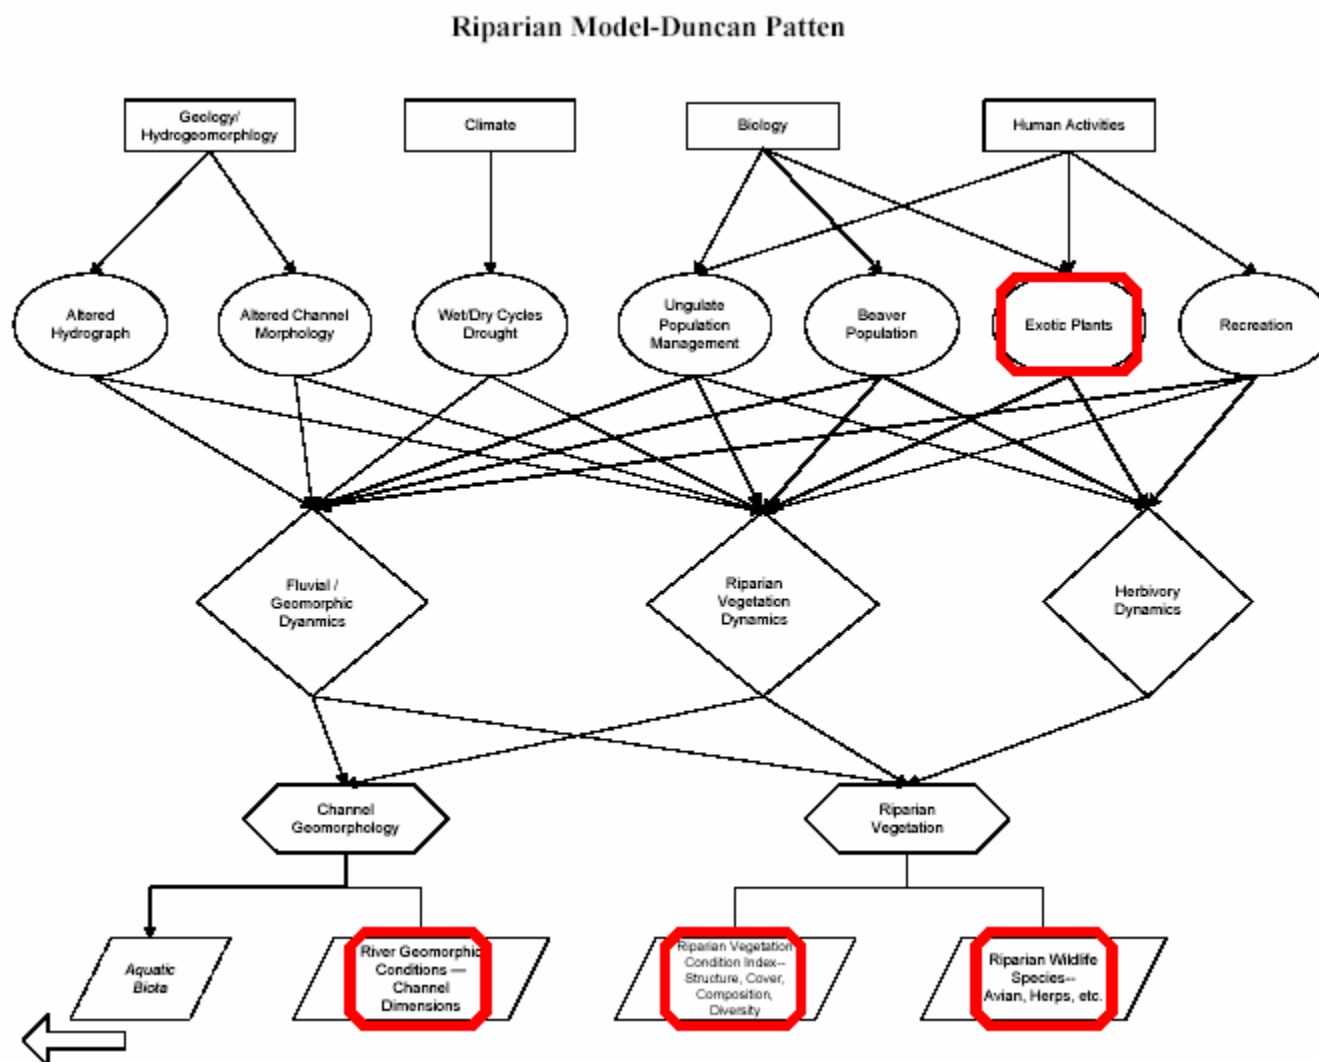 Riparian Model-Duncan Patten
Geology/
Hydrogeomorphlogy
Climate
Biology
Human Activities
Altered
Hydrograph
Altered Channel
Morphology
Wet/Dry Cycles
Drought
Ungulate
Population
Management
Beaver
Population
Exotic Plants
Recreation
Fluvial /
Geomorphic
Dyanmics
Riparian
Vegetation
Dynamics
Herbivory
Dynamics
Channel
Geomorphology
Riparian
Vegetation
Aquatic
Biota
River Geomorphic
Conditions —
Channel
Dimensions
Riparian Vegetation
Condition Index--
Structure, Cover,
Composition,
Diversity
Riparian Wildlife
Species--
Avian, Herps, etc.